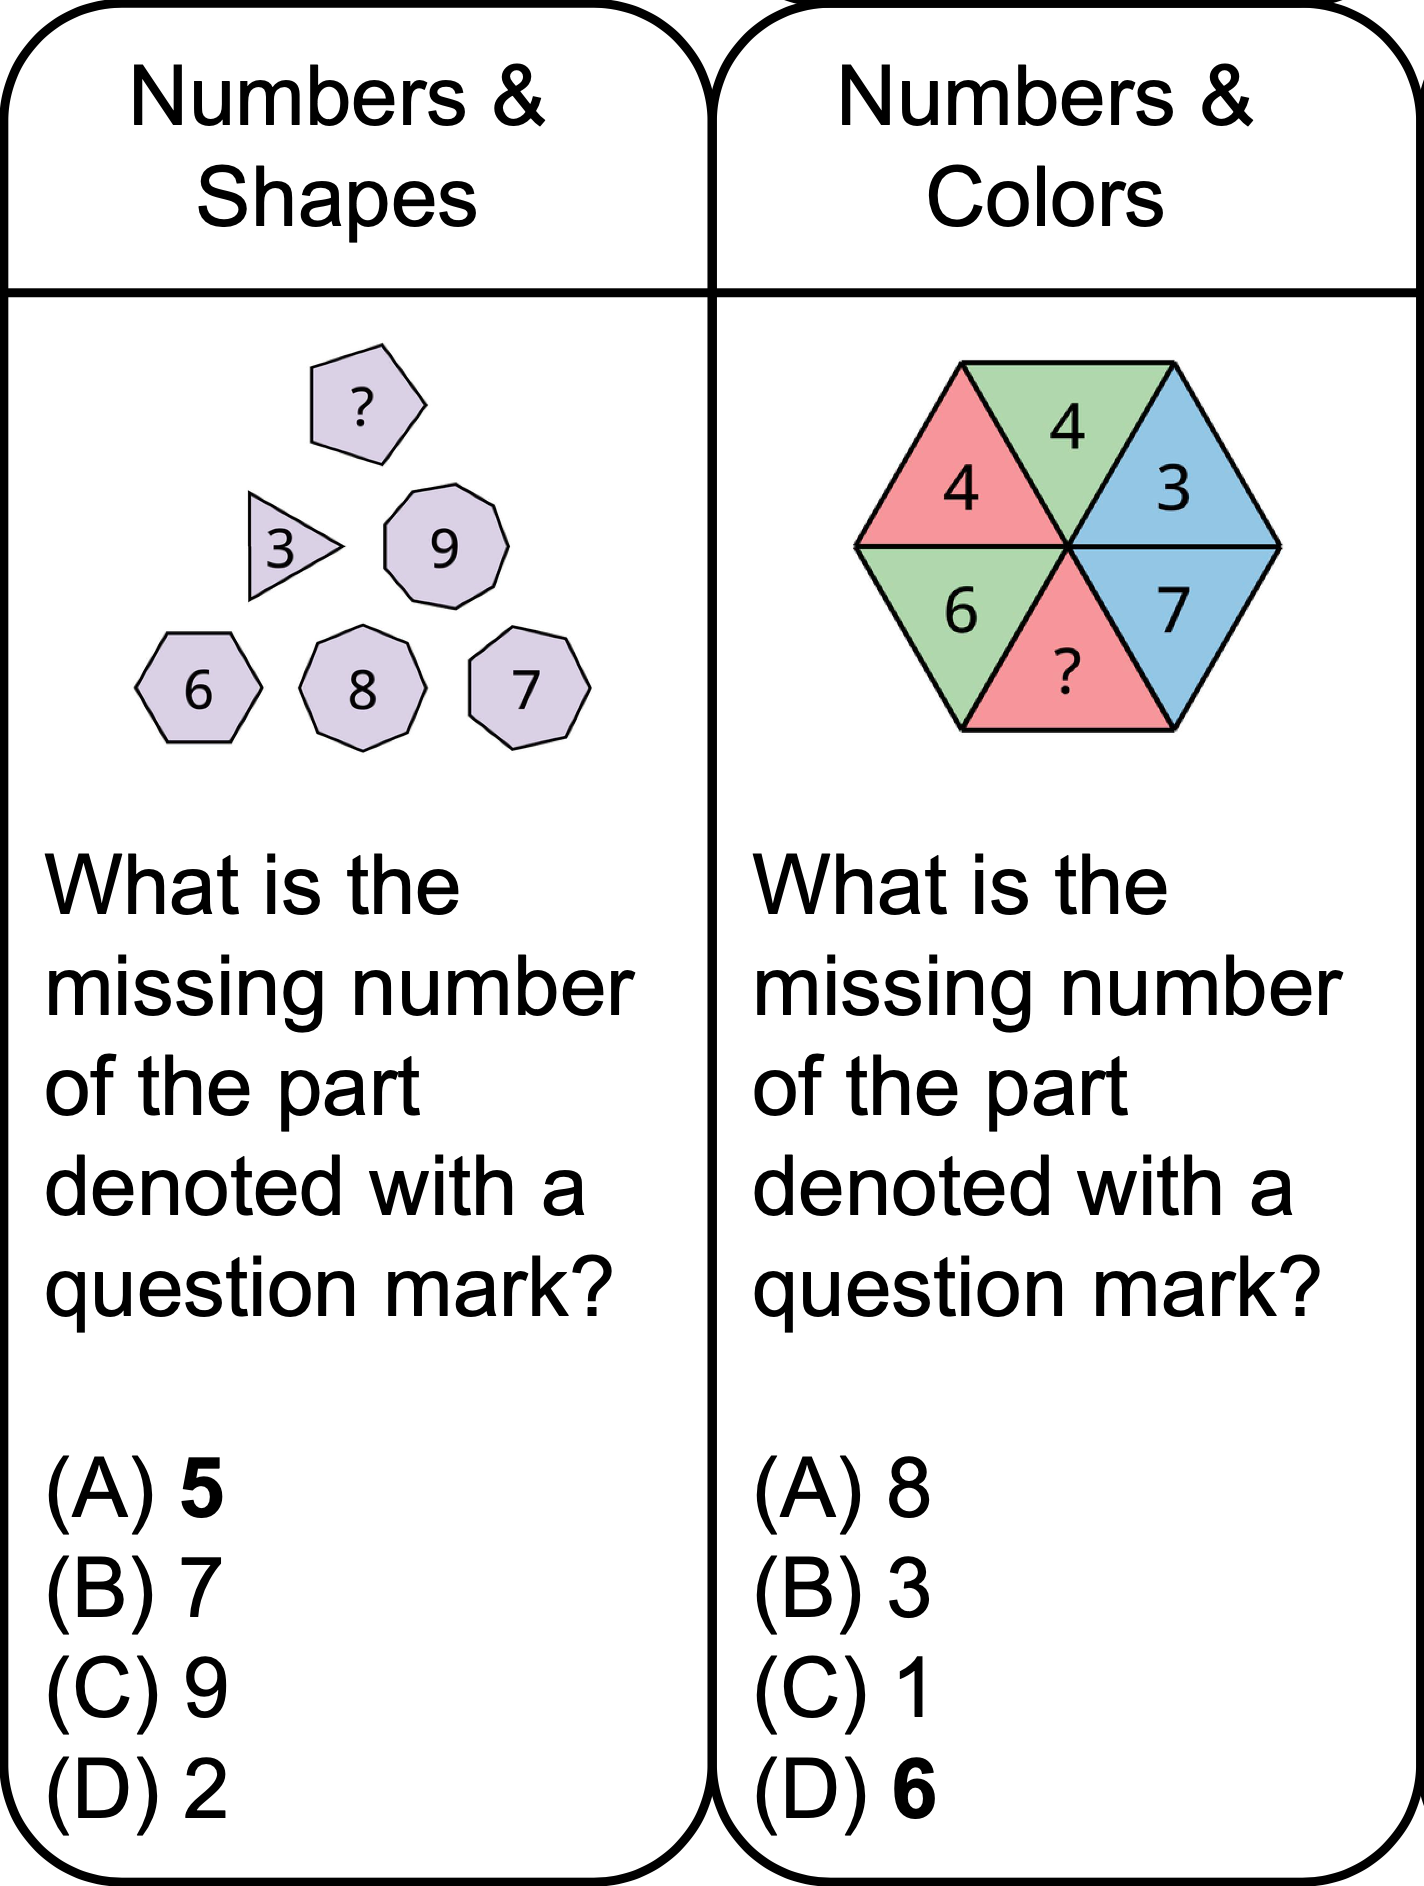 Numbers &
Shapes
?
3 9
6 8 7
What is the
missing number
of the part
denoted with a
question mark?
(A) 5
(B) 7
(C) 9
(D) 2
Numbers &
Colors
4
4 3
6 7
?
What is the
missing number
of the part
denoted with a
question mark?
(A) 8
(B) 3
(C) 1
(D) 6